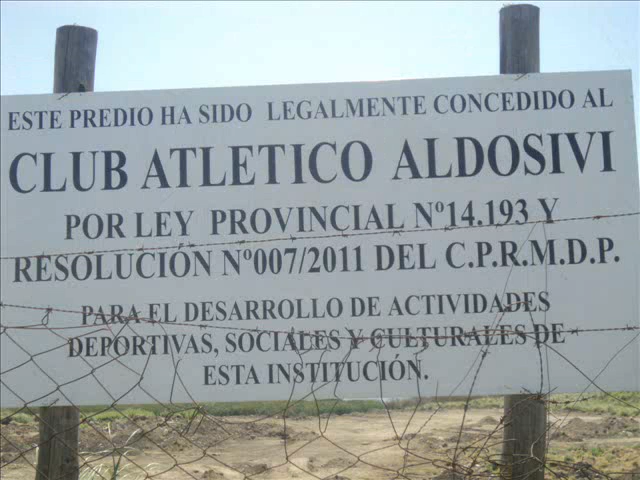 ESTE PREDIO HA SIDO LEGALMENTE CONCEDIDO AL
CLUB ATLETICO ALDOSIVI
POR LEY PROVINCIAL Nº14.193 Y
RESOLUCIÓN Nº007/2011 DEL C.P.R.M.D.P.
PARA EL DESARROLLO DE ACTIVIDADES
DEPORTIVAS, SOCIALES Y CULTURALES DE
ESTA INSTITUCIÓN.